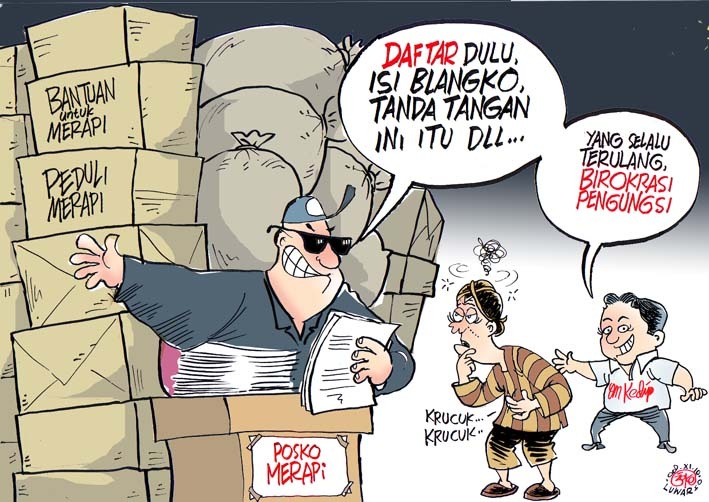 DAFTAR DULU,
ISI BLANGKO,
TANDA TANGAN
INI ITU DLL...
BANTUAN
untuk
MERAPI
PEDULI
MERAPI
YANG SELALU
TERULANG,
BIROKRASI
PENGUNGSI
KRUCUK...
KRUCUK..
Om Kedip
POSKO
MERAPI
LUWAR